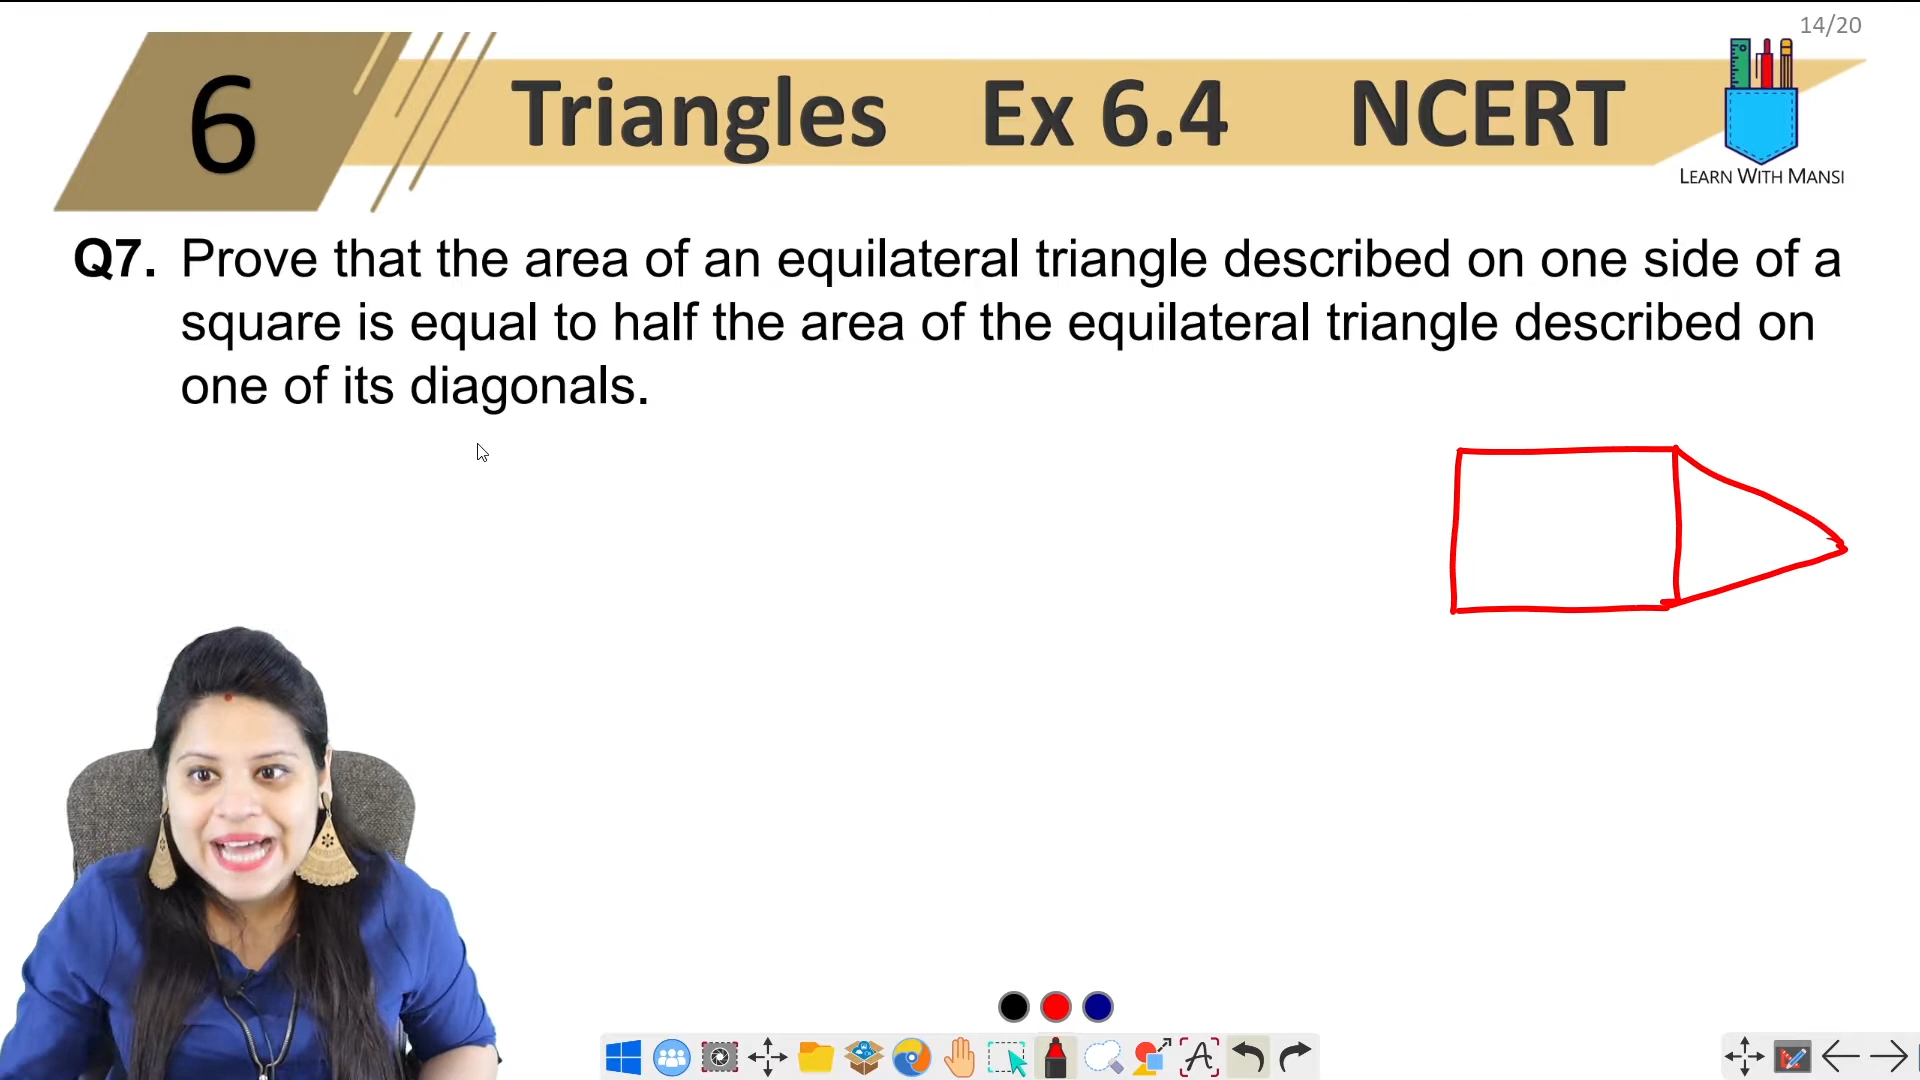 14/20
6
Triangles Ex 6.4 NCERT
LEARN WITH MANSI
Q7. Prove that the area of an equilateral triangle described on one side of a
square is equal to half the area of the equilateral triangle described on
one of its diagonals.